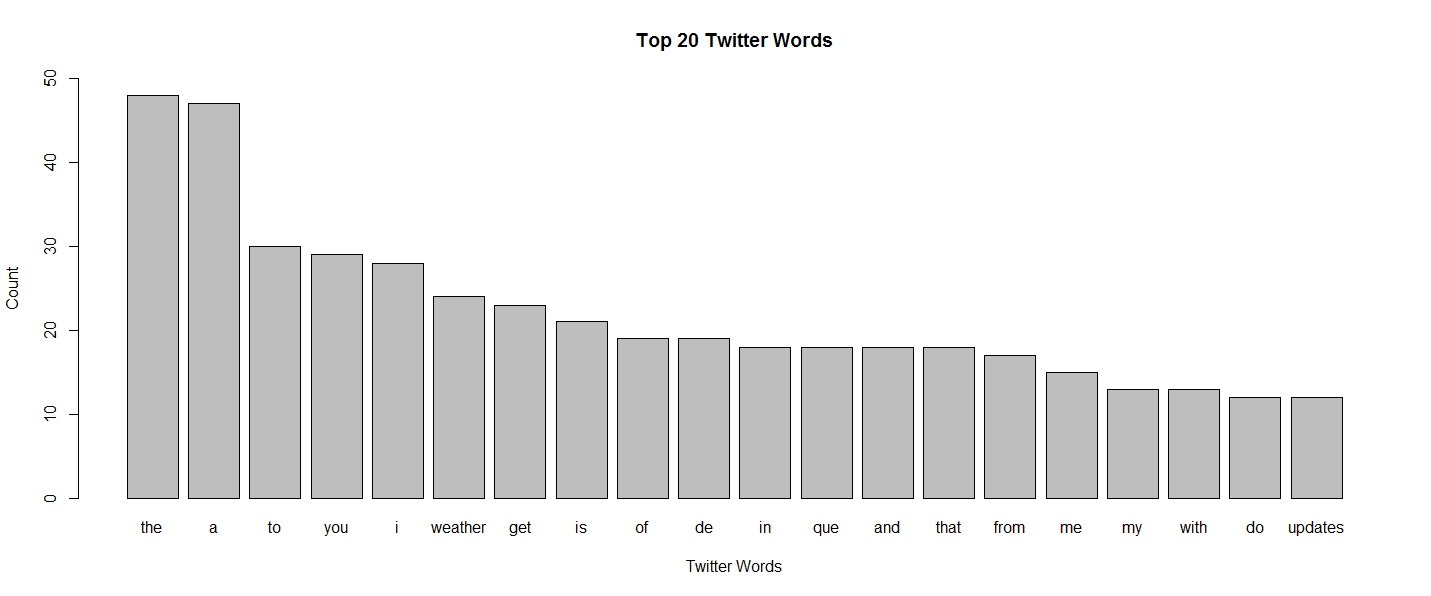 Top 20 Twitter Words
50
40
30
20
10
0
Count
the a to you i weather get is of de in que and that from me my with do updates
Twitter Words